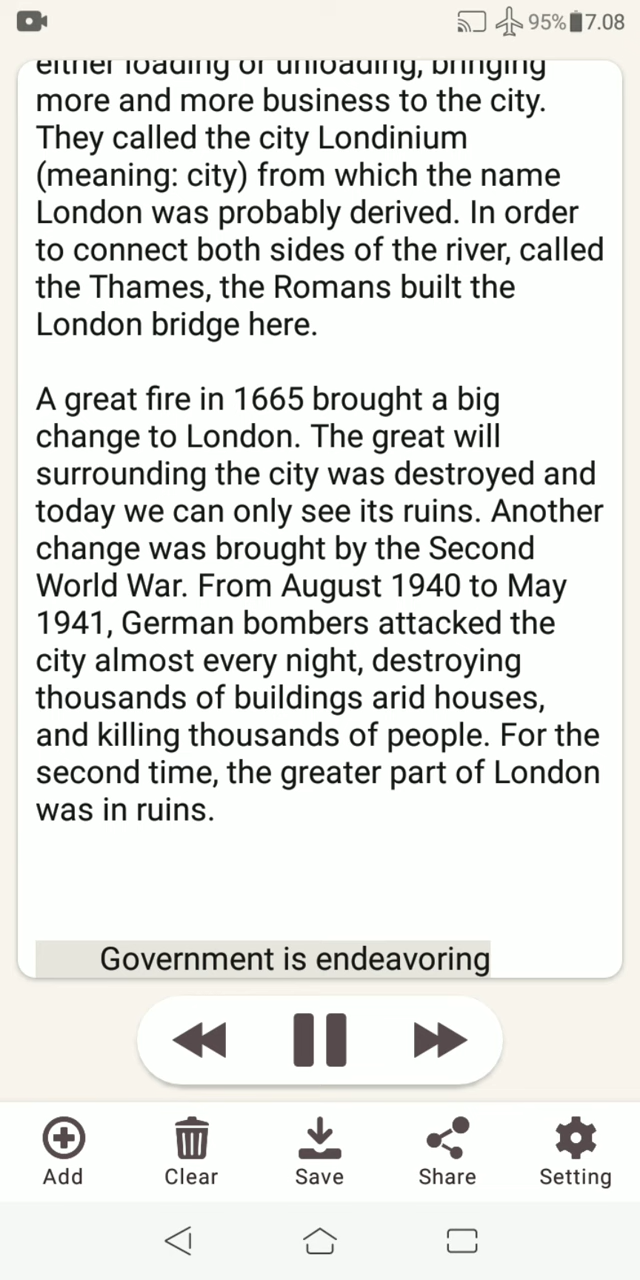 95% 7.08
either loading or unloading, bringing
more and more business to the city.
They called the city Londinium
(meaning: city) from which the name
London was probably derived. In order
to connect both sides of the river, called
the Thames, the Romans built the
London bridge here.
A great fire in 1665 brought a big
change to London. The great will
surrounding the city was destroyed and
today we can only see its ruins. Another
change was brought by the Second
World War. From August 1940 to May
1941, German bombers attacked the
city almost every night, destroying
thousands of buildings arid houses,
and killing thousands of people. For the
second time, the greater part of London
was in ruins.
Government is endeavoring
Add Clear Save Share Setting